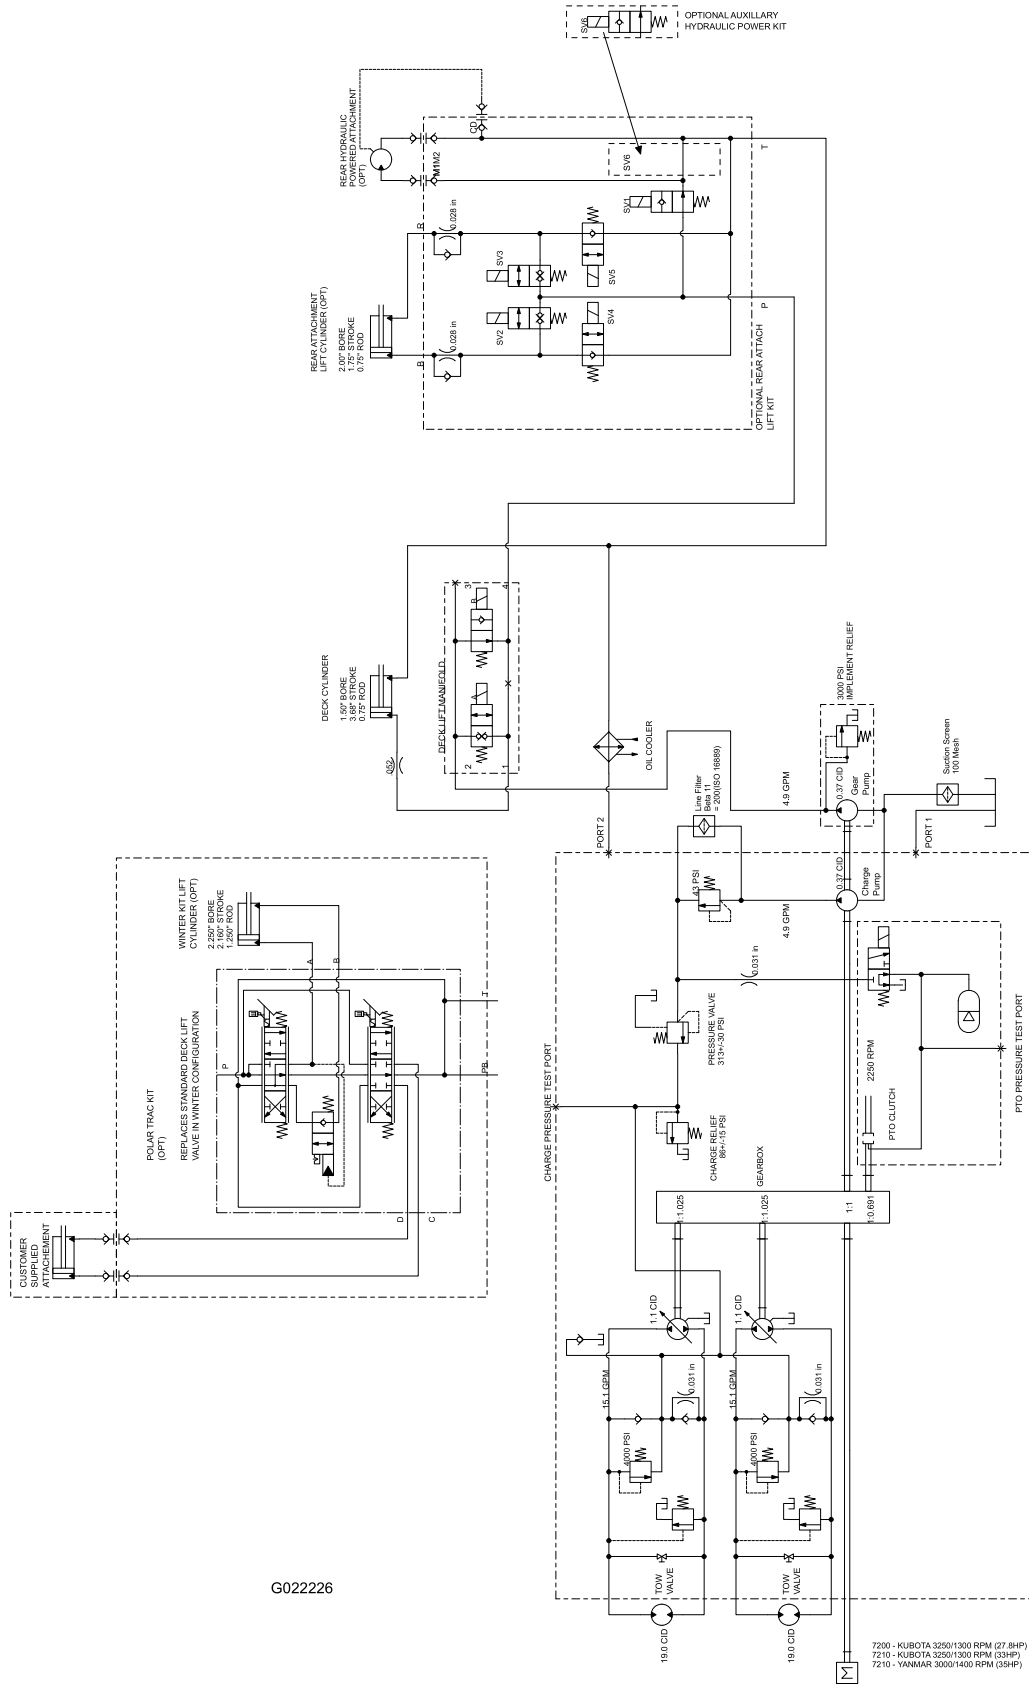 SV6
OPTIONAL AUXILLARY
HYDRAULIC POWER KIT
REAR HYDRAULIC
POWERED ATTACHMENT
(OPT)
CD
M1M2
SV6
T
SV1
R
0.028 in
SV3
SV5
REAR ATTACHMENT
LIFT CYLINDER (OPT)
2.00" BORE
1.75" STROKE
0.75" ROD
P
B
0.028 in
SV2
SV4
OPTIONAL REAR ATTACH
LIFT KIT
DECK CYLINDER
1.50" BORE
3.68" STROKE
0.75" ROD
.052
DECK LIFT MANIFOLD
3
4
B
A
2
1
OIL COOLER
3000 PSI
IMPLEMENT RELIEF
0.37 CID
Gear
Pump
4.9 GPM
Suction Screen
100 Mesh
Line Filter
Beta 11
= 200(ISO 16889)
PORT 2
PORT 1
43 PSI
4.9 GPM
0.37 CID
Charge
Pump
WINTER KIT LIFT
CYLINDER (OPT)
2.250" BORE
2.160" STROKE
1.250" ROD
A
B
POLAR TRAC KIT
(OPT)
REPLACES STANDARD DECK LIFT
VALVE IN WINTER CONFIGURATION
P
T
PB
D
C
CUSTOMER
SUPPLIED
ATTACHEMENT
0.031 in
PRESSURE VALVE
313+/-30 PSI
CHARGE PRESSURE TEST PORT
CHARGE RELIEF
86+/-15 PSI
2250 RPM
PTO CLUTCH
PTO PRESSURE TEST PORT
GEARBOX
1:1.025
1:1.025
1:1
1:0.691
1.1 CID
1.1 CID
15.1 GPM
0.031 in
15.1 GPM
0.031 in
4000 PSI
4000 PSI
TOW
VALVE
TOW
VALVE
19.0 CID
19.0 CID
M
G022226
7200 - KUBOTA 3250/1300 RPM (27.8HP)
7210 - KUBOTA 3250/1300 RPM (33HP)
7210 - YANMAR 3000/1400 RPM (35HP)